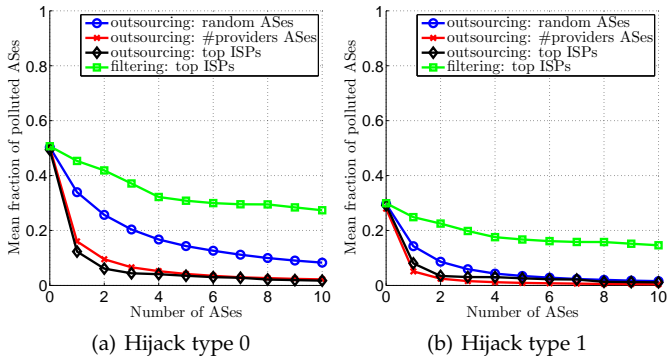 outsourcing: random ASes
outsourcing: #providers ASes
outsourcing: top ISPs
filtering: top ISPs
Mean fraction of polluted ASes
1
0.8
0.6
0.4
0.2
0
0 2 4 6 8 10
Number of ASes
(a) Hijack type 0
outsourcing: random ASes
outsourcing: #providers ASes
outsourcing: top ISPs
filtering: top ISPs
Mean fraction of polluted ASes
1
0.8
0.6
0.4
0.2
0
0 2 4 6 8 10
Number of ASes
(b) Hijack type 1